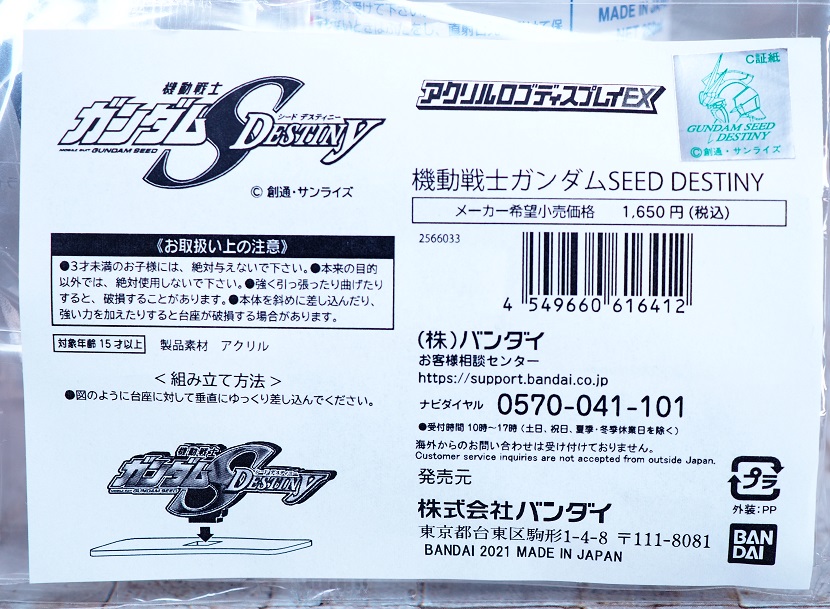 機動戦士
ガンダムSEED DESTINY
シード デスティニー
MOBILE SUIT GUNDAM SEED
© 創通・サンライズ
《お取扱い上の注意》
●3才未満のお子様には、絶対与えないで下さい。●本来の目的
以外では、絶対使用しないで下さい。●強く引っ張ったり曲げたり
すると、破損することがあります。●本体を斜めに差し込んだり、
強い力を加えたりすると台座が破損する場合があります。
対象年齢15才以上 製品素材 アクリル
＜組み立て方法＞
●図のように台座に対して垂直にゆっくり差し込んでください。
機動戦士
ガンダムS DESTINY
シード デスティニー
アクリルロゴディスプレイEX
C証紙
GUNDAM SEED
DESTINY
©創通・サンライズ
機動戦士ガンダムSEED DESTINY
メーカー希望小売価格 1,650円(税込)
2566033
4 549660 616412
(株)バンダイ
お客様相談センター
https://support.bandai.co.jp
ナビダイヤル 0570-041-101
●受付時間 10時～17時(土日、祝日、夏季・冬季休業日を除く)
海外からのお問い合わせは受け付けておりません。
Customer service inquiries are not accepted from outside Japan.
発売元
株式会社バンダイ
東京都台東区駒形1-4-8 〒111-8081
BANDAI 2021 MADE IN JAPAN
プラ
外装：PP
BAN
DAI